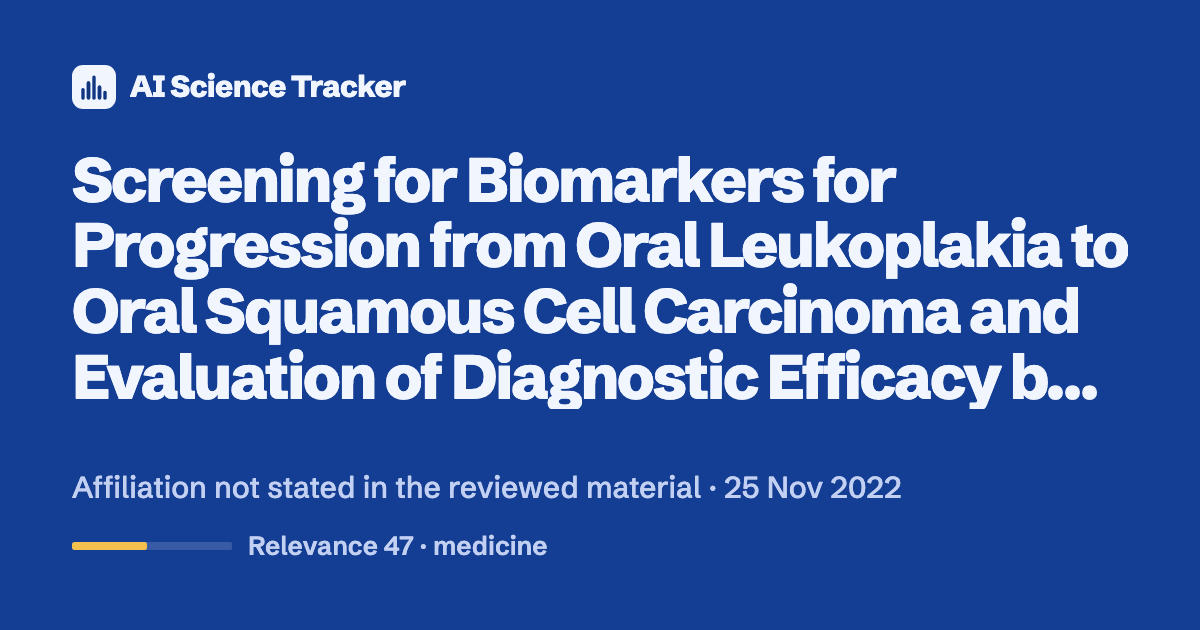 AI Science Tracker
Screening for Biomarkers for
Progression from Oral Leukoplakia to
Oral Squamous Cell Carcinoma and
Evaluation of Diagnostic Efficacy b...
Affiliation not stated in the reviewed material · 25 Nov 2022
Relevance 47 · medicine